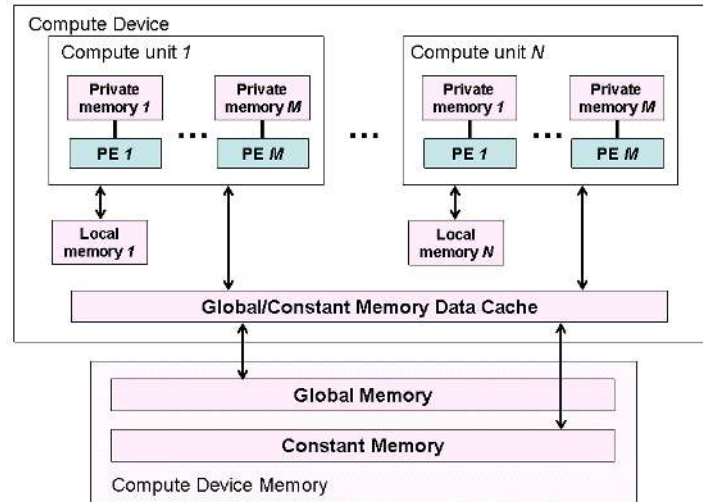 Compute Device
Compute unit 1
Compute unit N
Private
memory 1
Private
memory M
Private
memory 1
Private
memory M
...
...
...
PE 1
PE M
PE 1
PE M
Local
memory 1
Local
memory N
Global/Constant Memory Data Cache
Global Memory
Constant Memory
Compute Device Memory